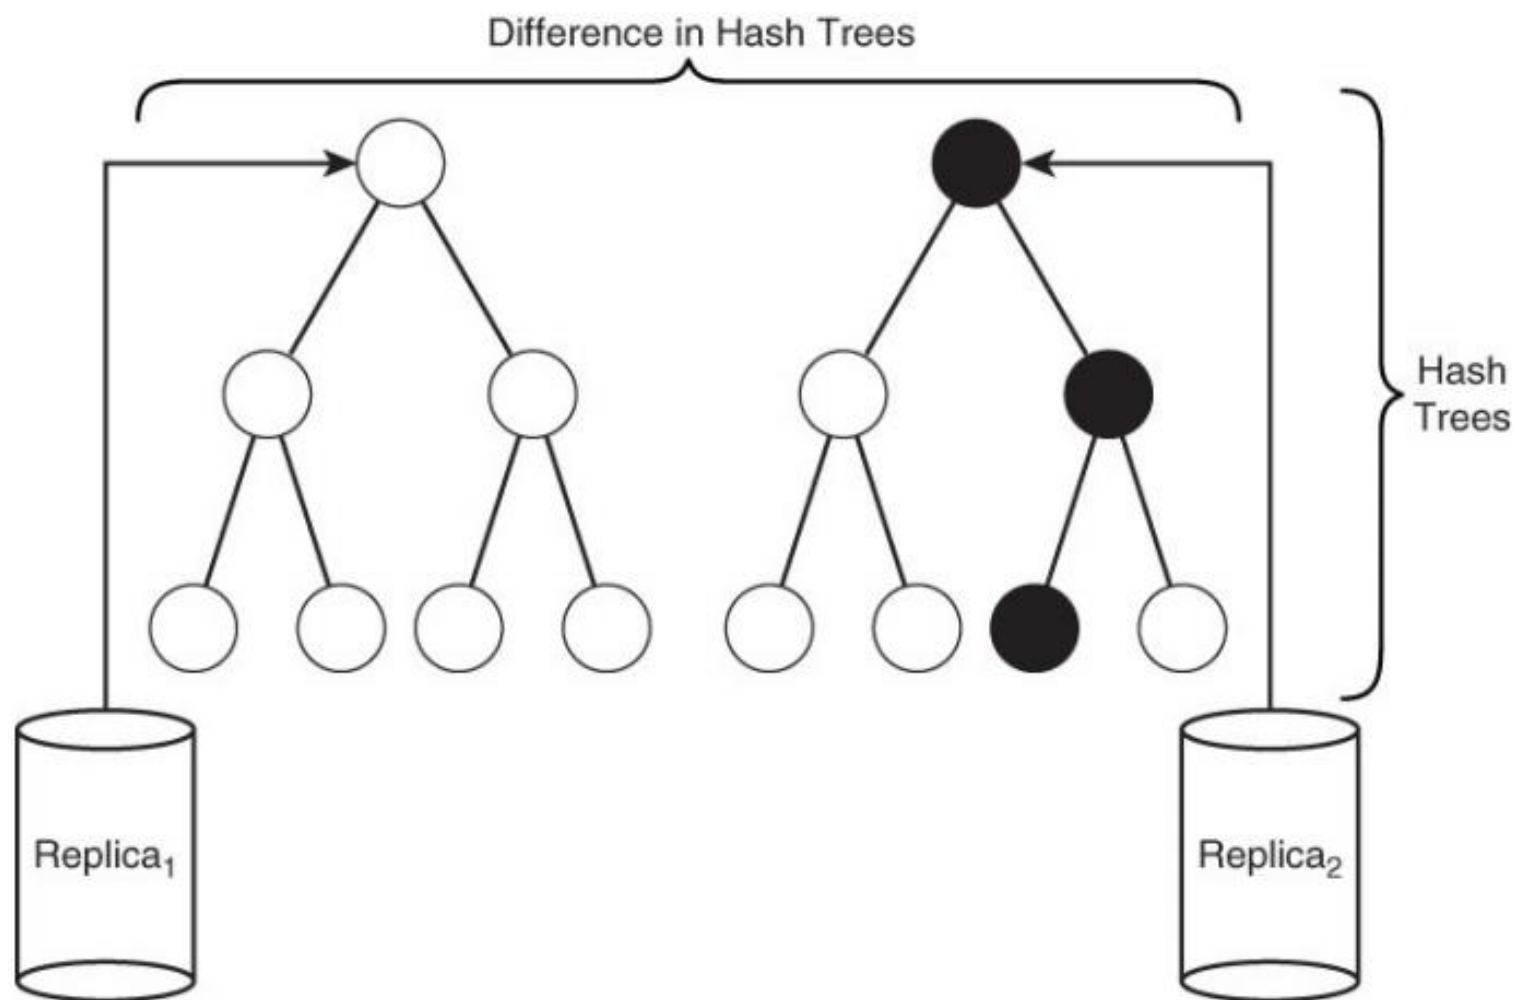 Difference in Hash Trees
Hash
Trees
Replica₁
Replica₂